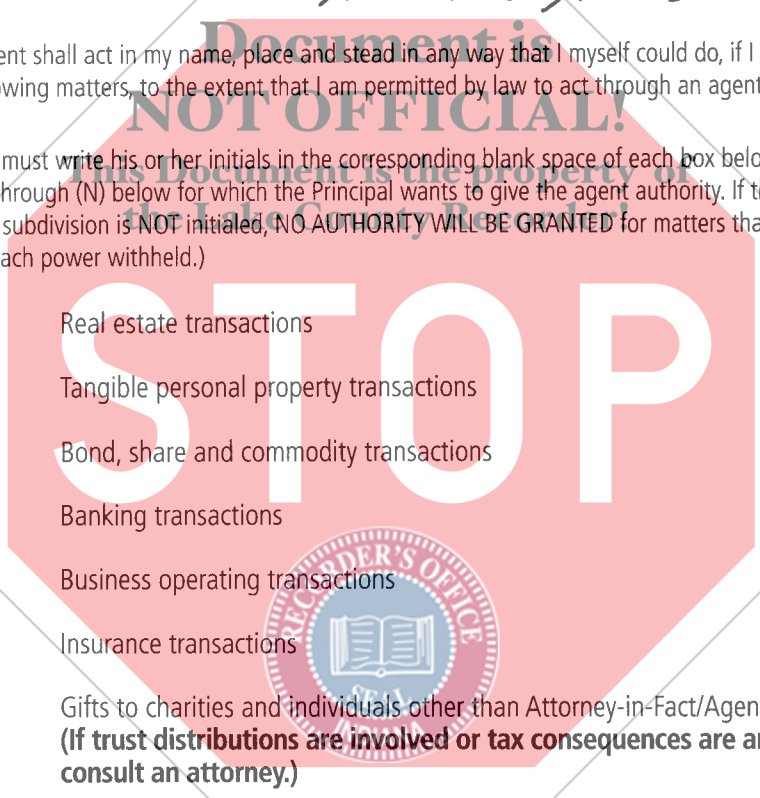 Document is
ent shall act in my name, place and stead in any way that I myself could do, if I
owing matters, to the extent that I am permitted by law to act through an agent
NOT OFFICIAL!
must write his or her initials in the corresponding blank space of each box belo
This Document is the property of
hrough (N) below for which the Principal wants to give the agent authority. If t
the Lake County Recorder!
subdivision is NOT initialed, NO AUTHORITY WILL BE GRANTED for matters tha
ach power withheld.)
STOP
Real estate transactions
Tangible personal property transactions
Bond, share and commodity transactions
Banking transactions
Business operating transactions
RECORDER'S OFFICE
Insurance transactions
SEAL
INDIANA
Gifts to charities and individuals other than Attorney-in-Fact/Agen
(If trust distributions are involved or tax consequences are an
consult an attorney.)